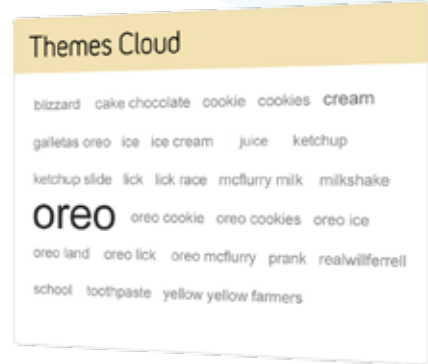 Themes Cloud
blizzard cake chocolate cookie cookies cream
galletas oreo ice ice cream juice ketchup
ketchup slide lick lick race mcflurry milk milkshake
oreo oreo cookie oreo cookies oreo ice
oreo land oreo lick oreo mcflurry prank realwillferrell
school toothpaste yellow yellow farmers